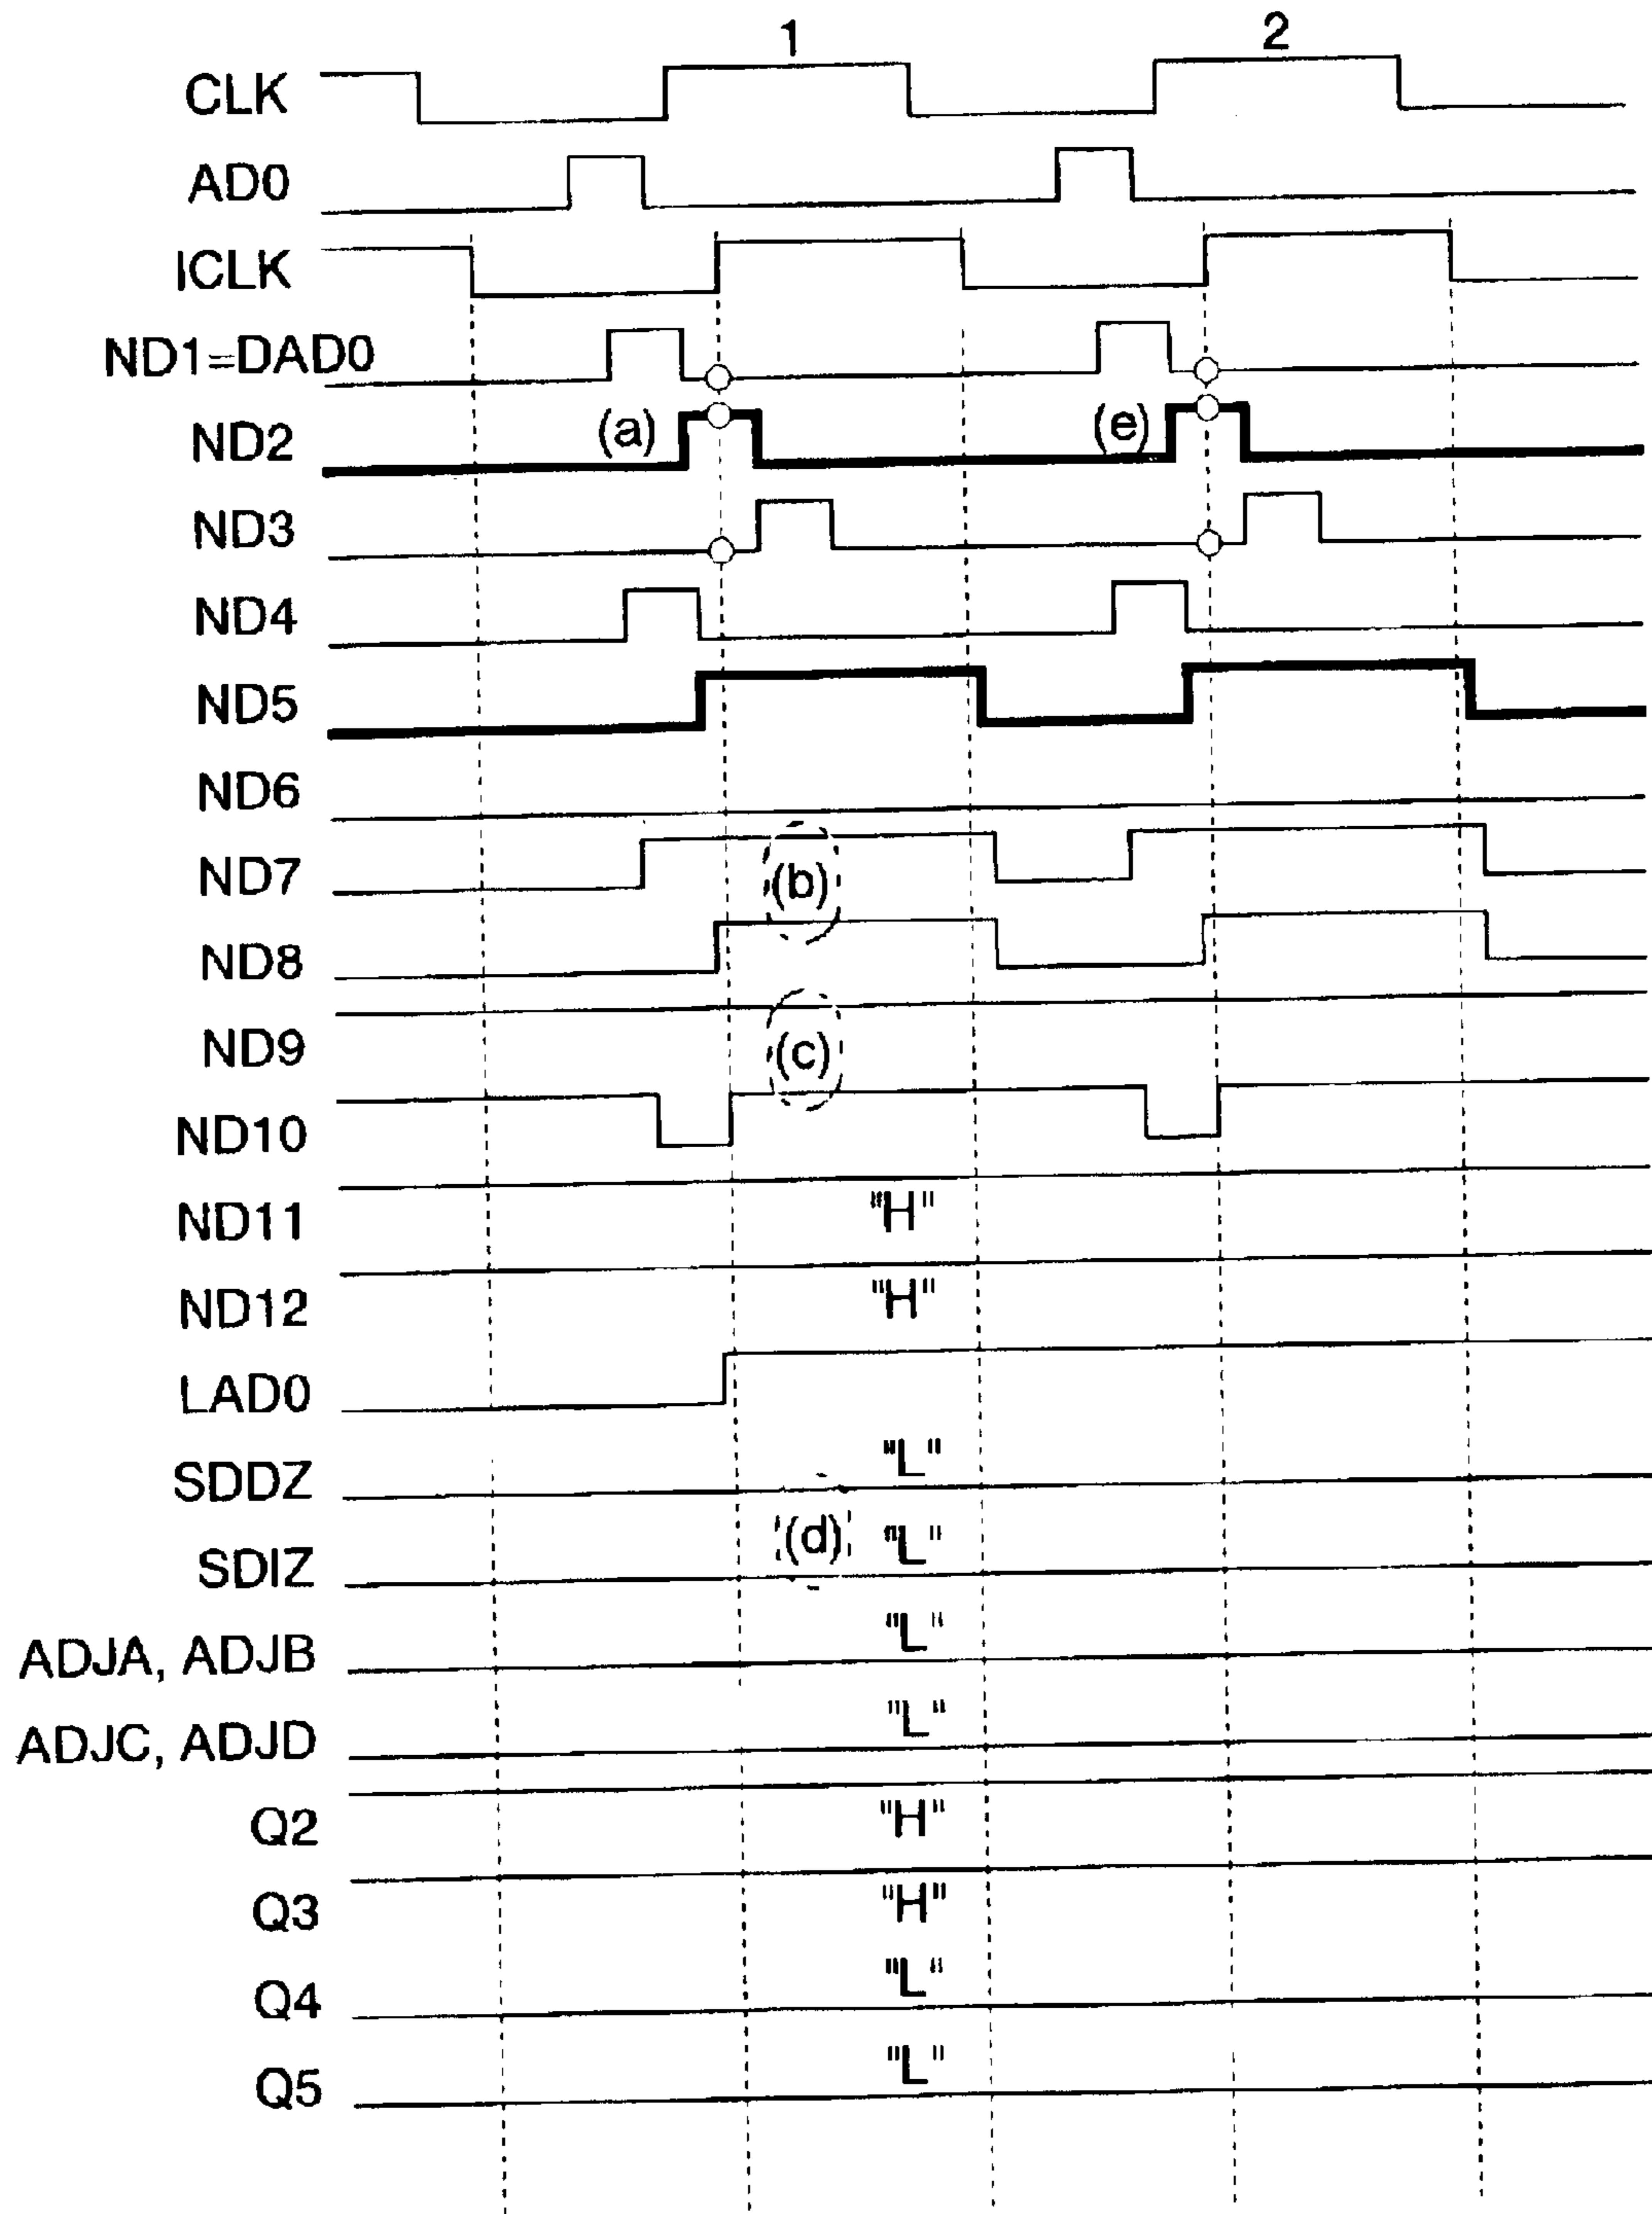 1 2
CLK
AD0
ICLK
ND1=DAD0
ND2 (a) (e)
ND3
ND4
ND5
ND6
ND7 (b)
ND8
ND9 (c)
ND10
ND11 "H"
ND12 "H"
LAD0
SDDZ "L"
SDIZ (d) "L"
ADJA, ADJB "L"
ADJC, ADJD "L"
Q2 "H"
Q3 "H"
Q4 "L"
Q5 "L"